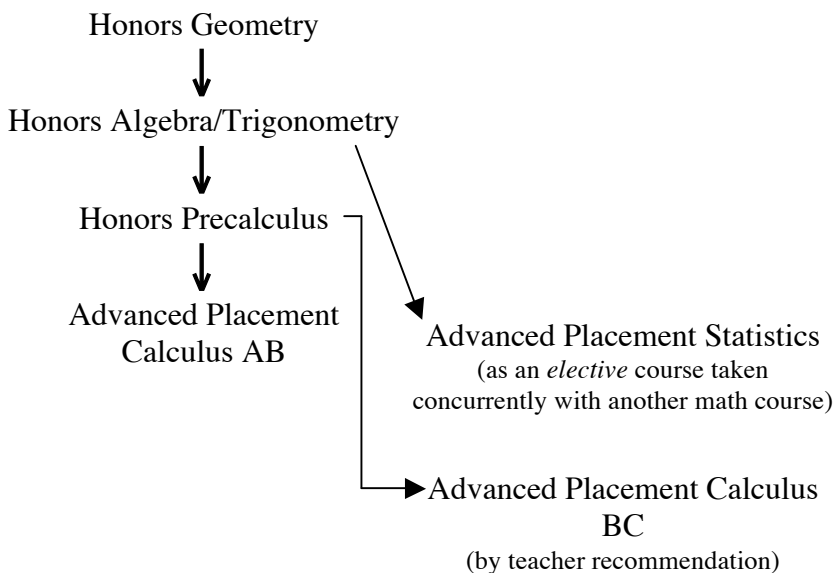 Honors Geometry
Honors Algebra/Trigonometry
Honors Precalculus
Advanced Placement
Calculus AB
Advanced Placement Statistics
(as an elective course taken
concurrently with another math course)
Advanced Placement Calculus
BC
(by teacher recommendation)